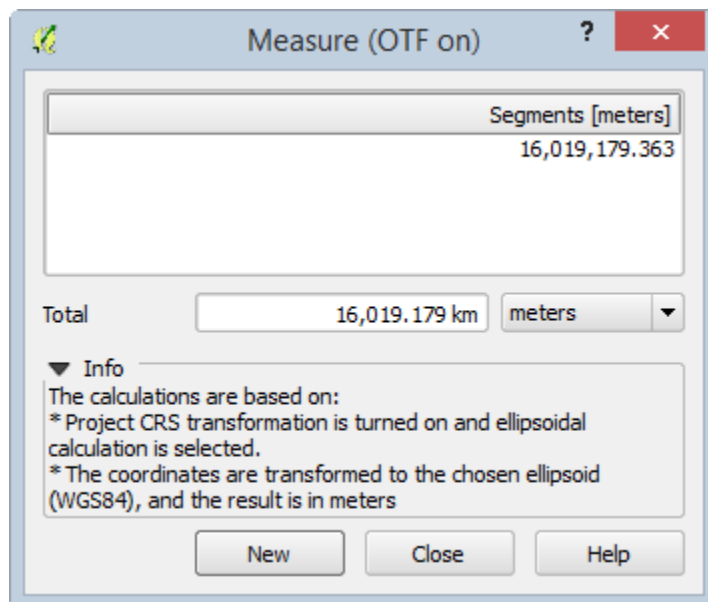 Measure (OTF on)
?
×
Segments [meters]
16,019,179.363
Total
16,019.179 km
meters
Info
The calculations are based on:
* Project CRS transformation is turned on and ellipsoidal
calculation is selected.
* The coordinates are transformed to the chosen ellipsoid
(WGS84), and the result is in meters
New
Close
Help